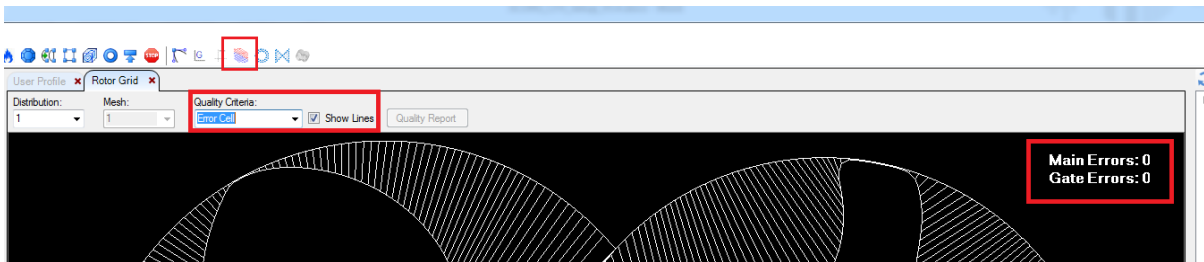 STOP
User Profile
Rotor Grid
Distribution: Mesh: Quality Criteria:
1 1 Error Cell Show Lines Quality Report
Main Errors: 0
Gate Errors: 0